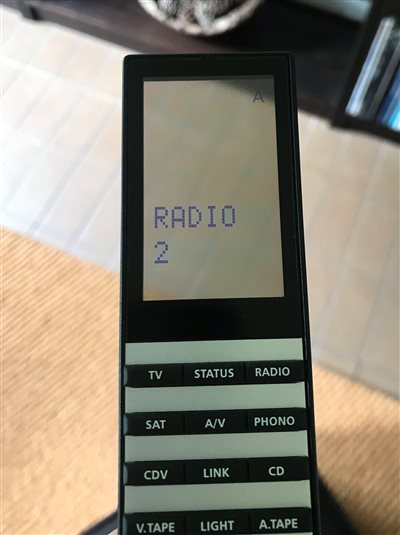 A
RADIO
2
TV STATUS RADIO
SAT A/V PHONO
CDV LINK CD
V.TAPE LIGHT A.TAPE